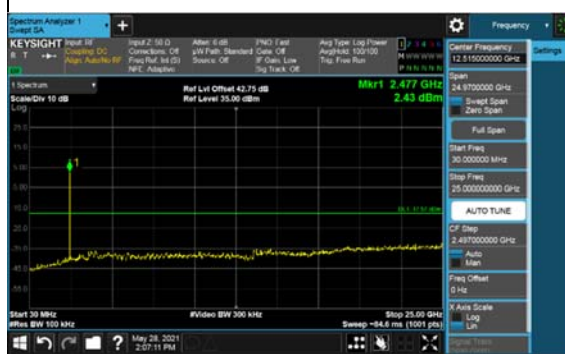 Spectrum Analyzer 1
Swept SA
+
Frequency
KEYSIGHT
Input: RF
Coupling: DC
Align: Auto/No RF
Input Z: 50 Ω
Corrections: Off
Freq Ref: Int (S)
NFE: Adaptive
Atten: 6 dB
µW Path: Standard
Source: Off
PNO: Fast
Gate: Off
IF Gain: Low
Sig Track: Off
Avg Type: Log-Power
Avg|Hold: 100/100
Trig: Free Run
1 Spectrum
Scale/Div 10 dB
Log
Ref Lvl Offset 42.75 dB
Ref Level 35.00 dBm
Mkr1 2.477 GHz
2.43 dBm
25.0
15.0
5.00
1
-5.00
-15.0
-45.0
-55.0
Start 30 MHz
#Res BW 100 kHz
#Video BW 300 kHz
Stop 25.00 GHz
Sweep ~84.6 ms (1001 pts)
Center Frequency
12.515000000 GHz
Settings
Span
24.9700000 GHz
Swept Span
Zero Span
Full Span
Start Freq
30.000000 MHz
Stop Freq
25.000000000 GHz
AUTO TUNE
CF Step
2.497000000 GHz
Auto
Man
Freq Offset
0 Hz
X Axis Scale
Log
Lin
Signal Track
May 28, 2021
2:07:11 PM